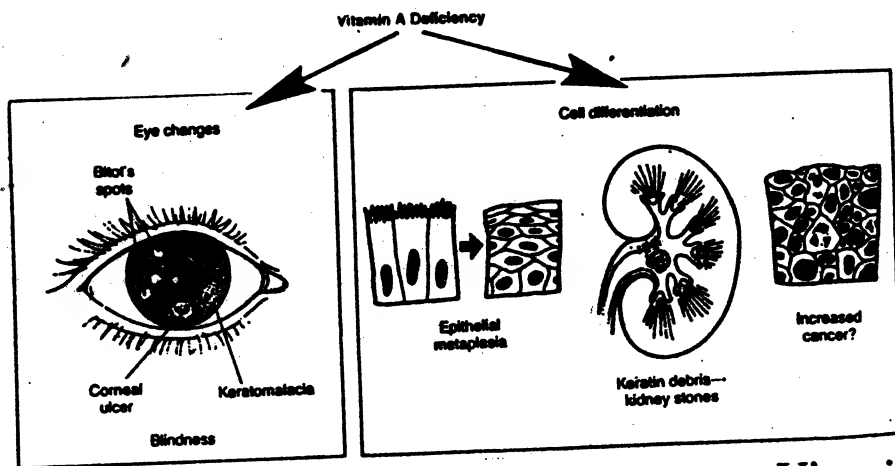 Vitamin A Deficiency
Eye changes
Bitot's
spots
Corneal
ulcer
Keratomalacia
Blindness
Cell differentiation
Epithelial
metaplasia
Keratin debris→
kidney stones
Increased
cancer?